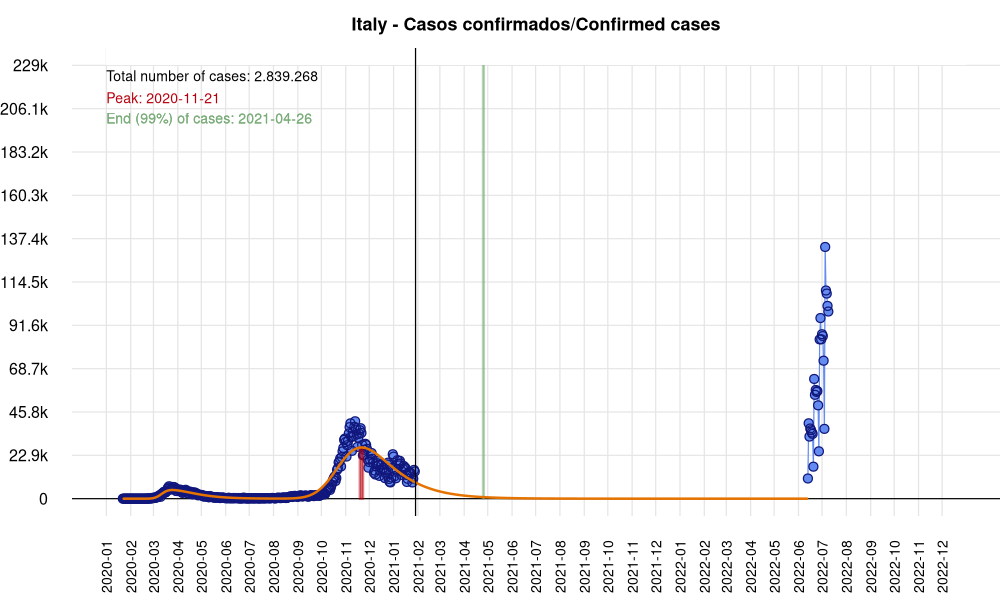 Italy - Casos confirmados/Confirmed cases
229k
Total number of cases: 2.839.268
Peak: 2020-11-21
206.1k
End (99%) of cases: 2021-04-26
183.2k
160.3k
137.4k
114.5k
91.6k
68.7k
45.8k
22.9k
0
2020-01
2020-02
2020-03
2020-04
2020-05
2020-06
2020-07
2020-08
2020-09
2020-10
2020-11
2020-12
2021-01
2021-02
2021-03
2021-04
2021-05
2021-06
2021-07
2021-08
2021-09
2021-10
2021-11
2021-12
2022-01
2022-02
2022-03
2022-04
2022-05
2022-06
2022-07
2022-08
2022-09
2022-10
2022-11
2022-12